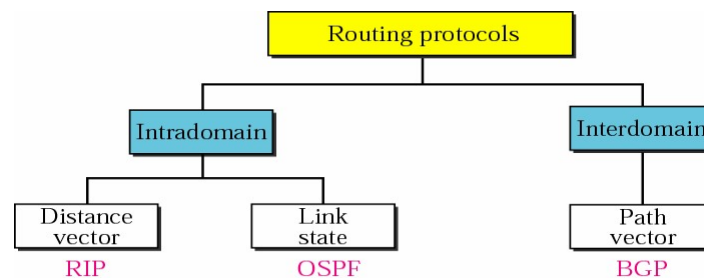 Routing protocols
Intradomain
Interdomain
Distance
vector
Link
state
Path
vector
RIP
OSPF
BGP